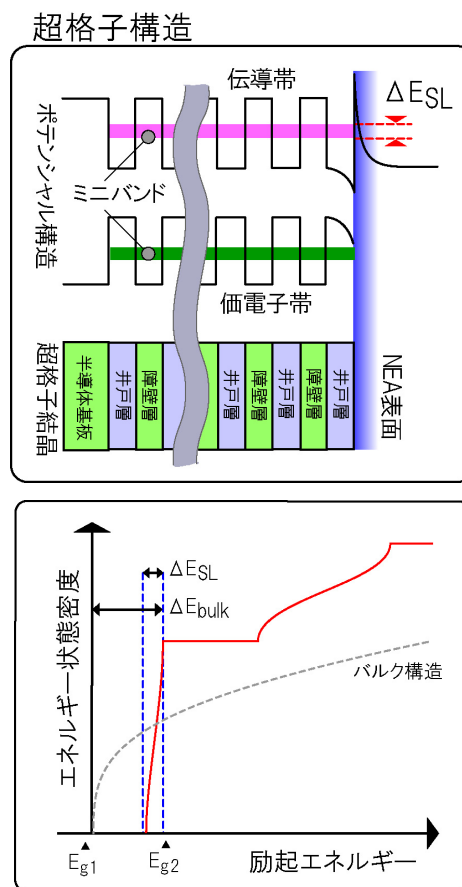 超格子構造
伝導帯
ΔESL
ポテンシャル構造
ミニバンド
価電子帯
超格子結晶
半導体基板
井戸層
障壁層
井戸層
障壁層
井戸層
障壁層
井戸層
NEA表面
エネルギー状態密度
ΔESL
ΔEbulk
バルク構造
Eg1
Eg2
励起エネルギー